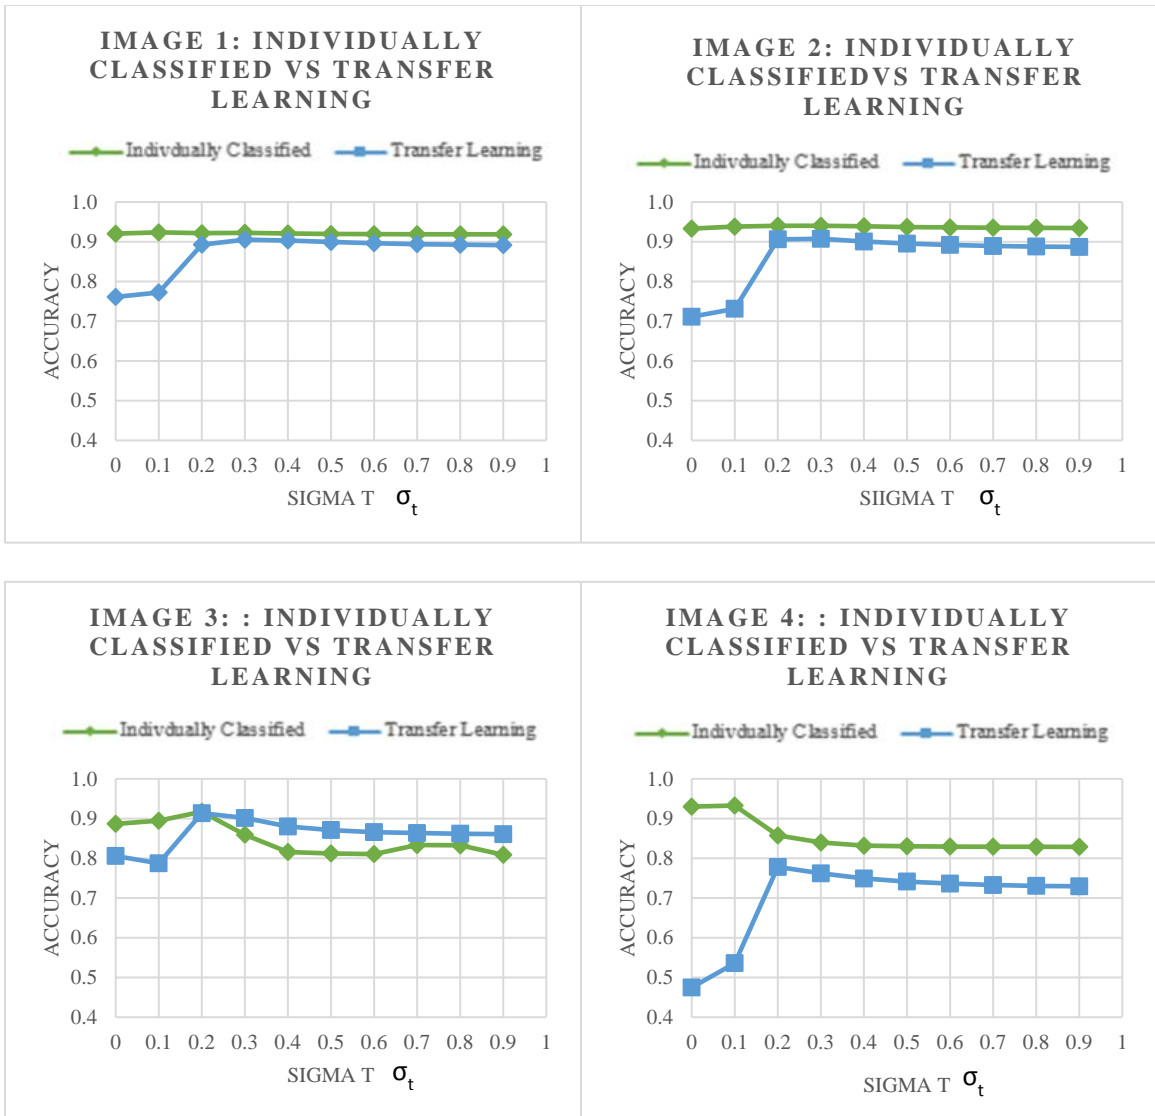 IMAGE 1: INDIVIDUALLY
CLASSIFIED VS TRANSFER
LEARNING
Indivdually Classified Transfer Learning
1.0
0.9
0.8
0.7
0.6
0.5
0.4
ACCURACY
0 0.1 0.2 0.3 0.4 0.5 0.6 0.7 0.8 0.9 1
SIGMA T σt
IMAGE 2: INDIVIDUALLY
CLASSIFIEDVS TRANSFER
LEARNING
Indivdually Classified Transfer Learning
1.0
0.9
0.8
0.7
0.6
0.5
0.4
ACCURACY
0 0.1 0.2 0.3 0.4 0.5 0.6 0.7 0.8 0.9 1
SIIGMA T σt
IMAGE 3: : INDIVIDUALLY
CLASSIFIED VS TRANSFER
LEARNING
Indivdually Classified Transfer Learning
1.0
0.9
0.8
0.7
0.6
0.5
0.4
ACCURACY
0 0.1 0.2 0.3 0.4 0.5 0.6 0.7 0.8 0.9 1
SIGMA T σt
IMAGE 4: : INDIVIDUALLY
CLASSIFIED VS TRANSFER
LEARNING
Indivdually Classified Transfer Learning
1.0
0.9
0.8
0.7
0.6
0.5
0.4
ACCURACY
0 0.1 0.2 0.3 0.4 0.5 0.6 0.7 0.8 0.9 1
SIGMA T σt